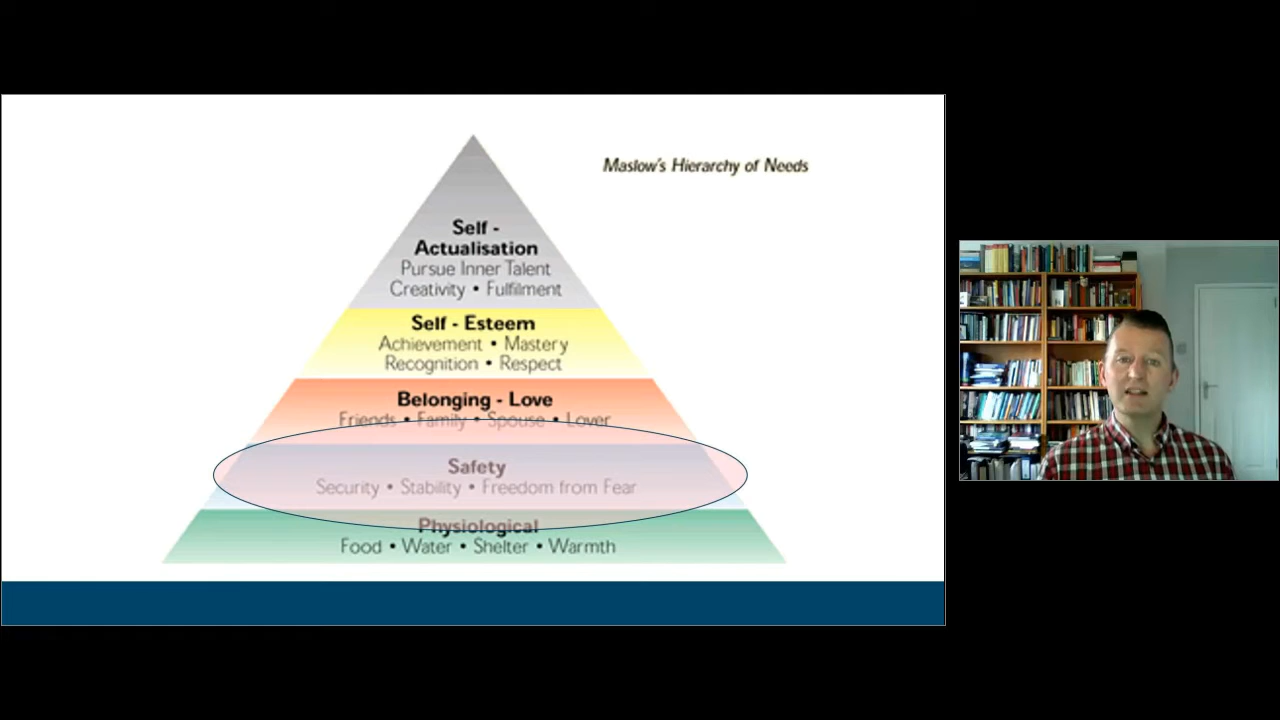 Maslow's Hierarchy of Needs
Self -
Actualisation
Pursue Inner Talent
Creativity • Fulfilment
Self - Esteem
Achievement • Mastery
Recognition • Respect
Belonging - Love
Friends • Family • Spouse • Lover
Safety
Security • Stability • Freedom from Fear
Physiological
Food • Water • Shelter • Warmth